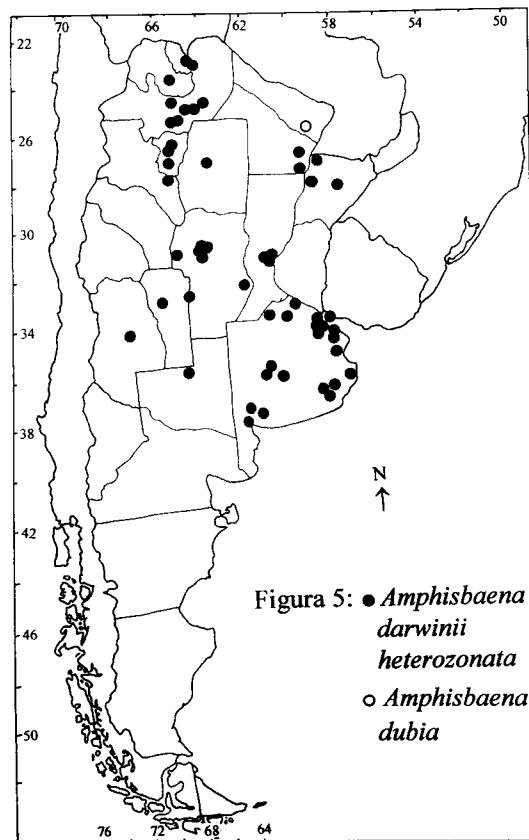 70 66 62 58 54 50
22
26
30
34
38
42
46
50
N
Figura 5: ● Amphisbaena
darwinii
heterozonata
○ Amphisbaena
dubia
76 72 68 64